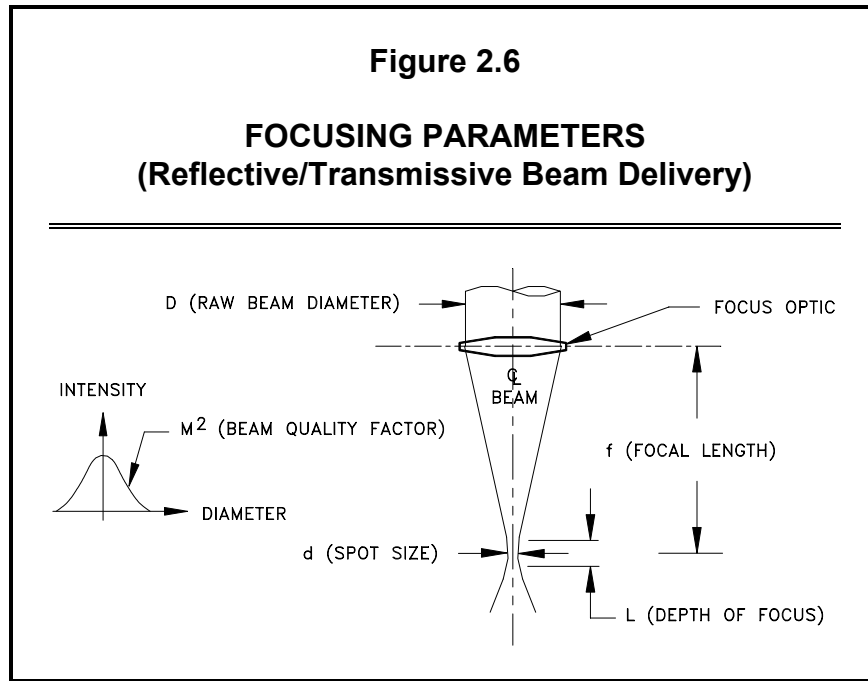 Figure 2.6
FOCUSING PARAMETERS
(Reflective/Transmissive Beam Delivery)
D (RAW BEAM DIAMETER)
FOCUS OPTIC
℄
BEAM
INTENSITY
M² (BEAM QUALITY FACTOR)
DIAMETER
f (FOCAL LENGTH)
d (SPOT SIZE)
L (DEPTH OF FOCUS)